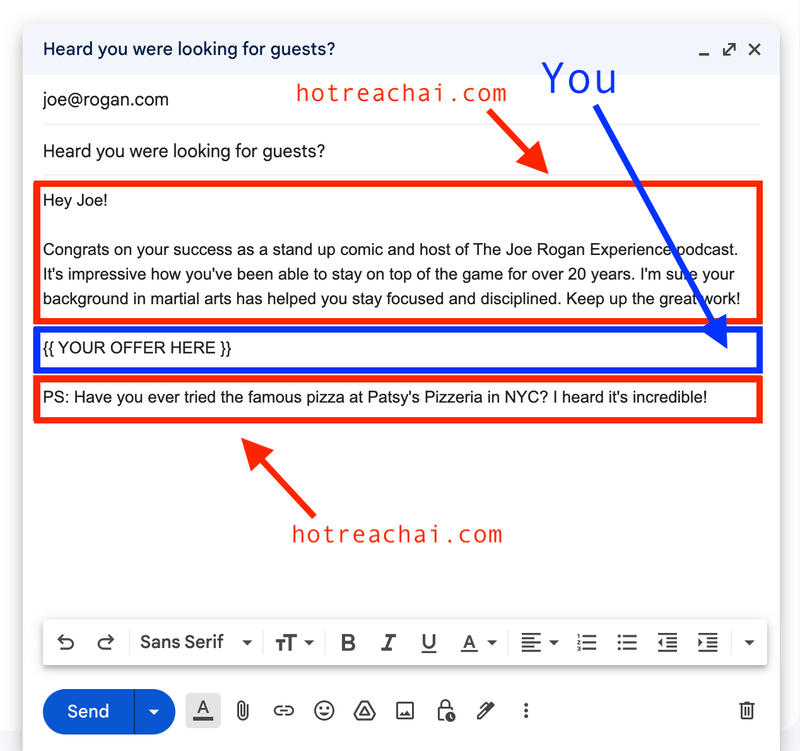 Heard you were looking for guests?
You
hotreachai.com
joe@rogan.com
Heard you were looking for guests?
Hey Joe!
Congrats on your success as a stand up comic and host of The Joe Rogan Experience podcast.
It's impressive how you've been able to stay on top of the game for over 20 years. I'm sure your
background in martial arts has helped you stay focused and disciplined. Keep up the great work!
{{ YOUR OFFER HERE }}
PS: Have you ever tried the famous pizza at Patsy's Pizzeria in NYC? I heard it's incredible!
hotreachai.com
Sans Serif
Send